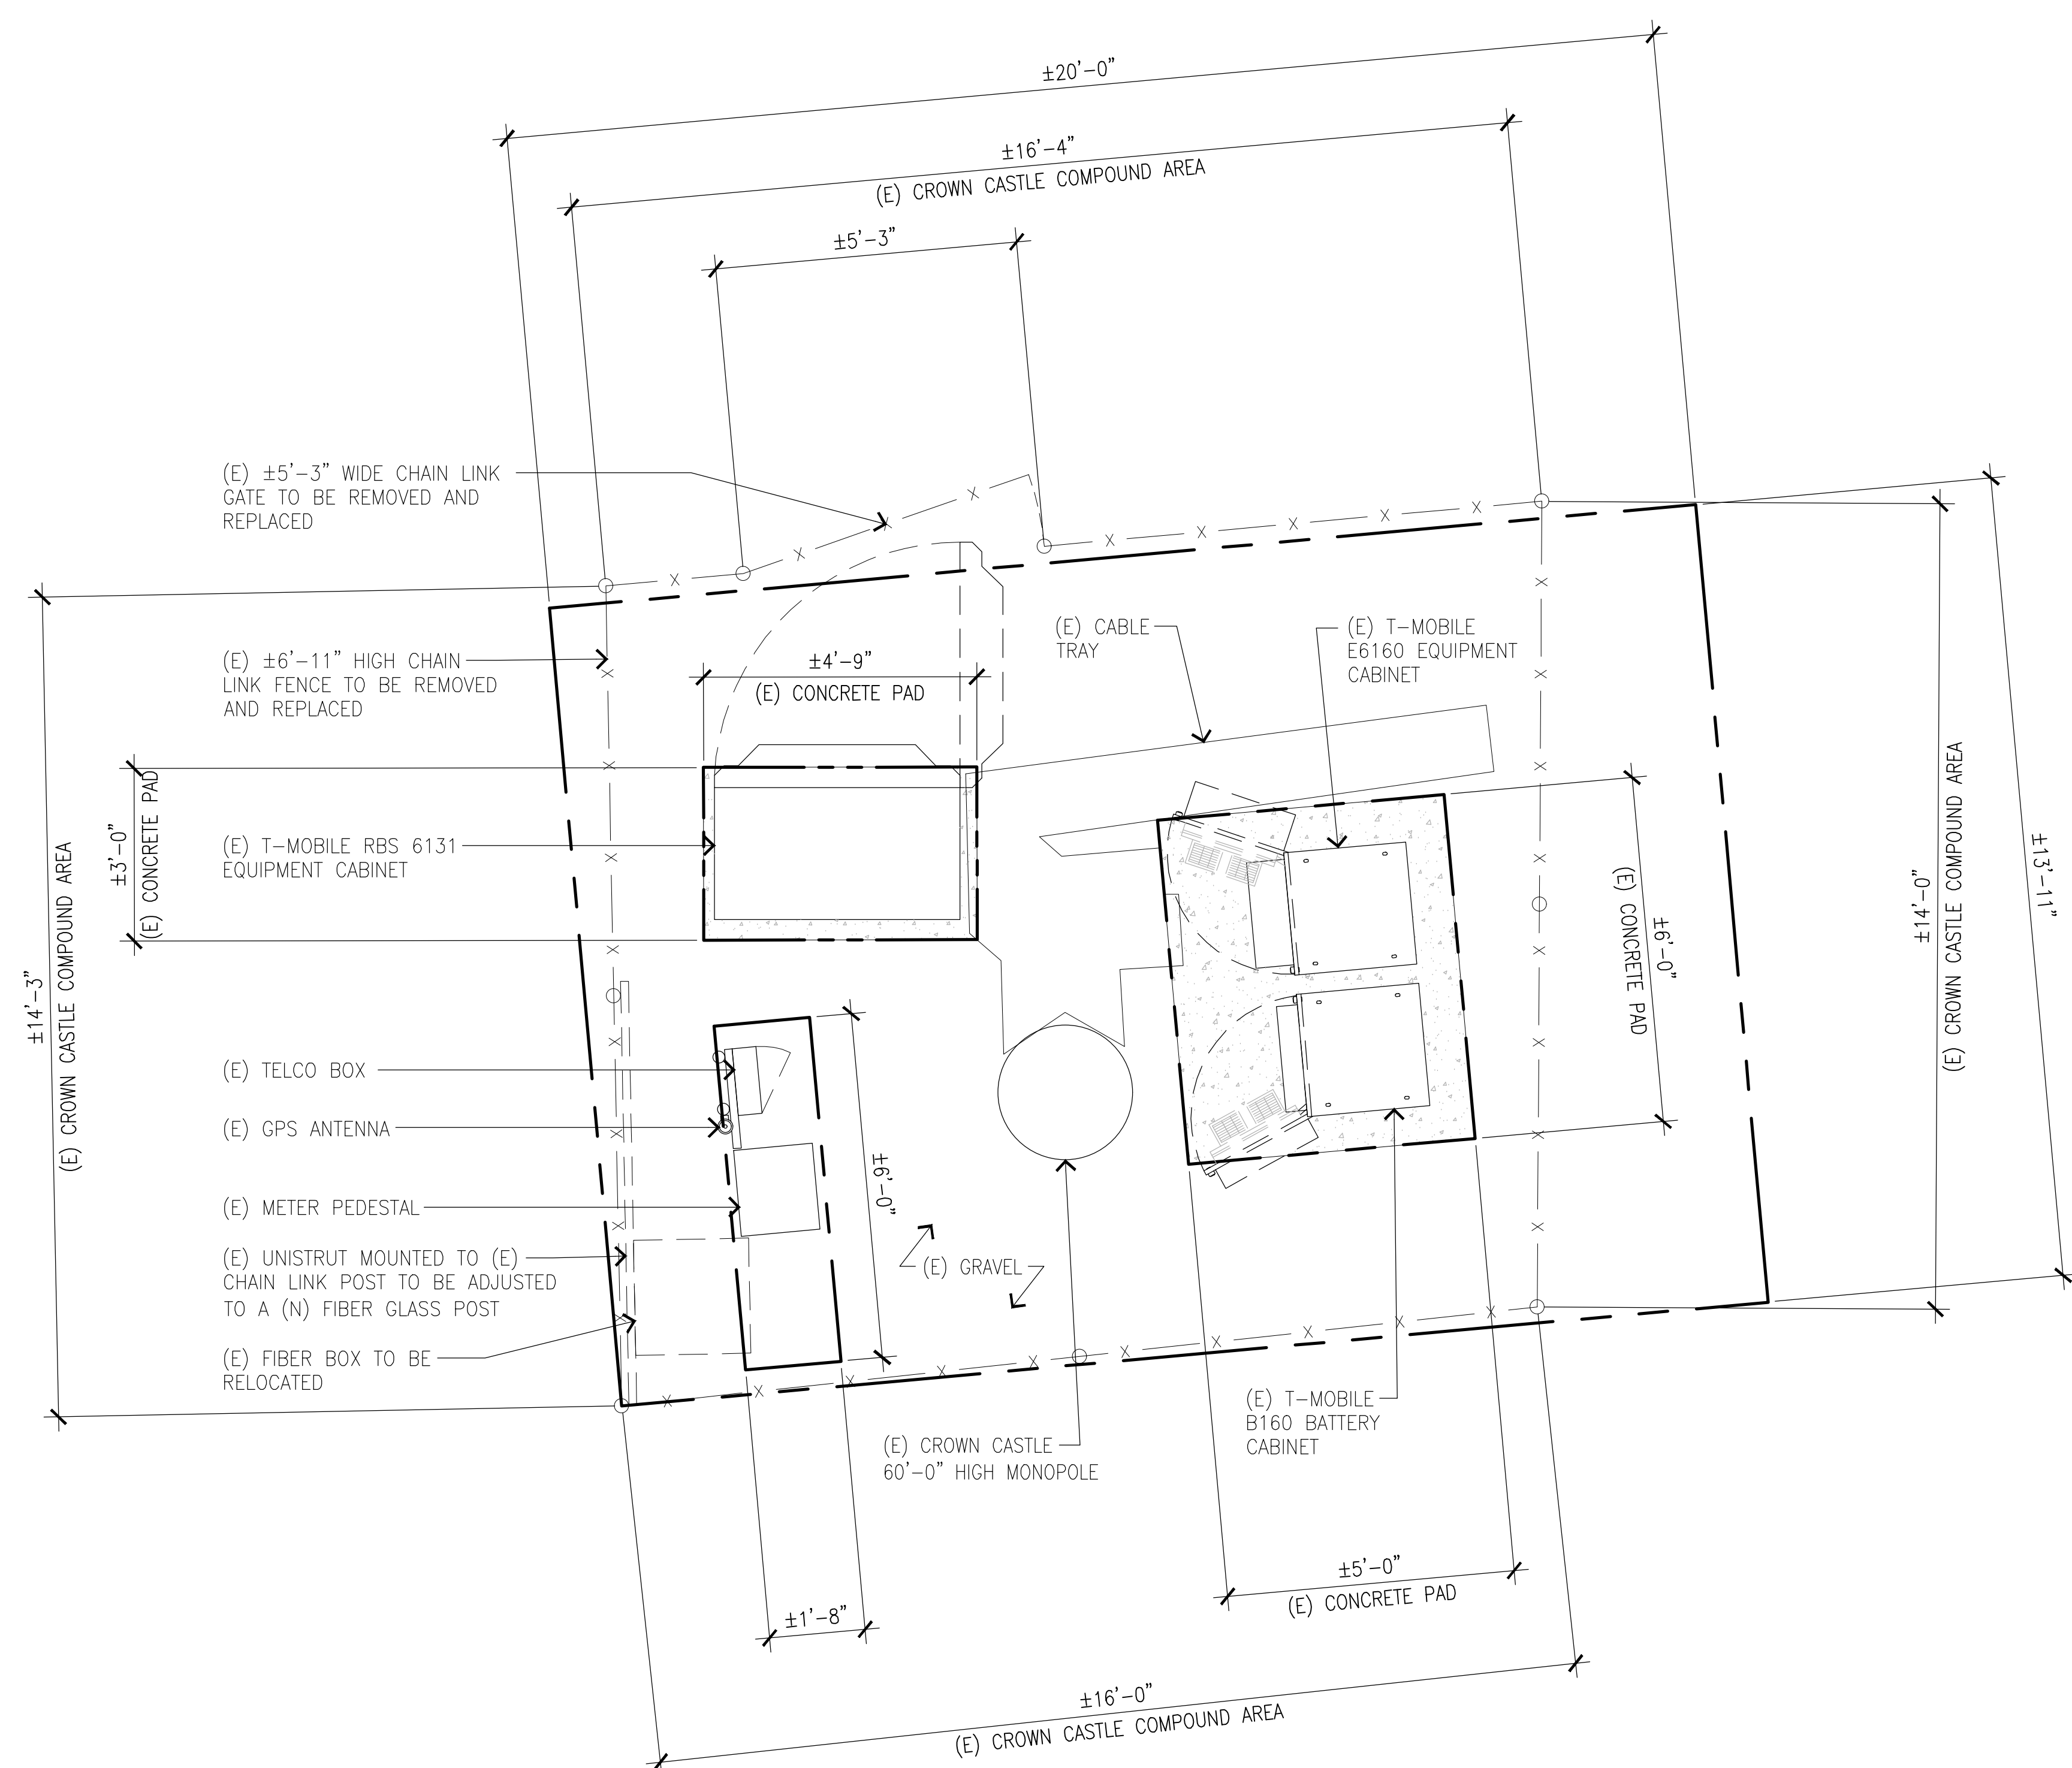 ±20'-0"
±16'-4"
(E) CROWN CASTLE COMPOUND AREA
±5'-3"
(E) ±5'-3" WIDE CHAIN LINK
GATE TO BE REMOVED AND
REPLACED
(E) ±6'-11" HIGH CHAIN
LINK FENCE TO BE REMOVED
AND REPLACED
±4'-9"
(E) CONCRETE PAD
(E) CABLE
TRAY
(E) T-MOBILE
E6160 EQUIPMENT
CABINET
±3'-0"
(E) CONCRETE PAD
(E) T-MOBILE RBS 6131
EQUIPMENT CABINET
±14'-3"
(E) CROWN CASTLE COMPOUND AREA
±6'-0"
(E) CONCRETE PAD
±14'-0"
(E) CROWN CASTLE COMPOUND AREA
±13'-11"
(E) TELCO BOX
(E) GPS ANTENNA
(E) METER PEDESTAL
±6'-0"
(E) UNISTRUT MOUNTED TO (E)
CHAIN LINK POST TO BE ADJUSTED
TO A (N) FIBER GLASS POST
(E) GRAVEL
(E) FIBER BOX TO BE
RELOCATED
(E) CROWN CASTLE
60'-0" HIGH MONOPOLE
(E) T-MOBILE
B160 BATTERY
CABINET
±5'-0"
(E) CONCRETE PAD
±1'-8"
±16'-0"
(E) CROWN CASTLE COMPOUND AREA